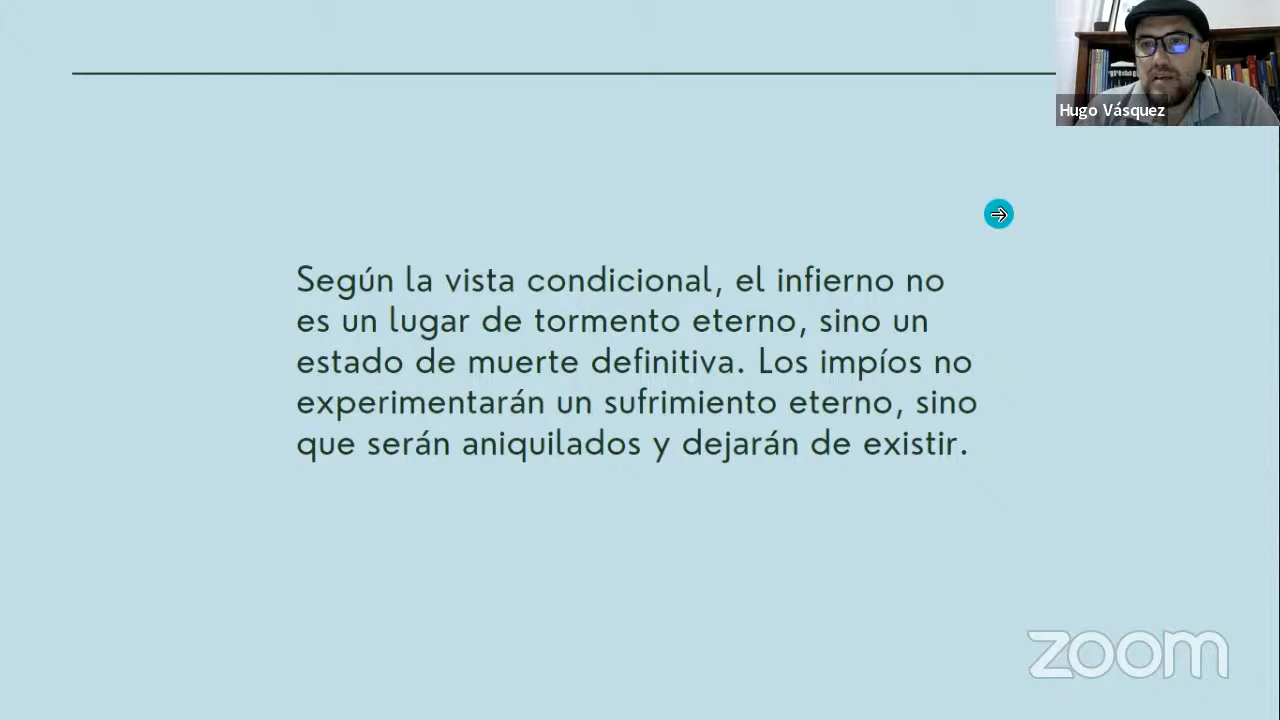 Hugo Vásquez
Según la vista condicional, el infierno no
es un lugar de tormento eterno, sino un
estado de muerte definitiva. Los impíos no
experimentarán un sufrimiento eterno, sino
que serán aniquilados y dejarán de existir.
zoom